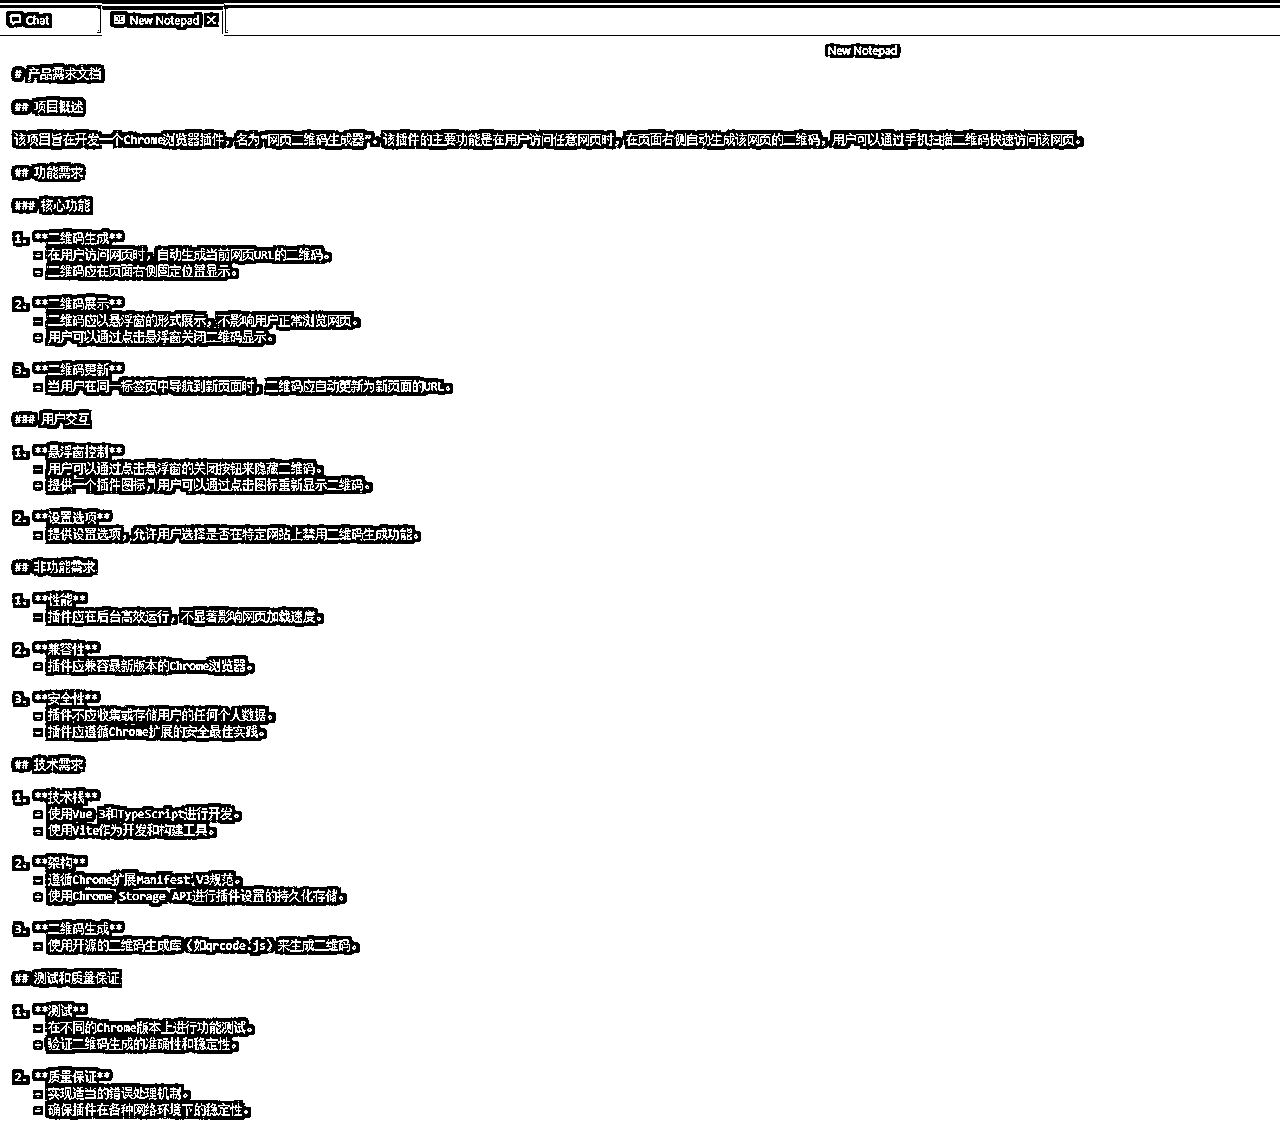 Chat
New Notepad
New Notepad
# 产品需求文档
## 项目概述
该项目旨在开发一个Chrome浏览器插件，名为“网页二维码生成器”。该插件的主要功能是在用户访问任意网页时，在页面右侧自动生成该网页的二维码，用户可以通过手机扫描二维码快速访问该网页。
## 功能需求
### 核心功能
1. **二维码生成**
- 在用户访问网页时，自动生成当前网页URL的二维码。
- 二维码应在页面右侧固定位置显示。
2. **二维码展示**
- 二维码应以悬浮窗的形式展示，不影响用户正常浏览网页。
- 用户可以通过点击悬浮窗关闭二维码显示。
3. **二维码更新**
- 当用户在同一标签页中导航到新页面时，二维码应自动更新为新页面的URL。
### 用户交互
1. **悬浮窗控制**
- 用户可以通过点击悬浮窗的关闭按钮来隐藏二维码。
- 提供一个插件图标，用户可以通过点击图标重新显示二维码。
2. **设置选项**
- 提供设置选项，允许用户选择是否在特定网站上禁用二维码生成功能。
## 非功能需求
1. **性能**
- 插件应在后台高效运行，不显著影响网页加载速度。
2. **兼容性**
- 插件应兼容最新版本的Chrome浏览器。
3. **安全性**
- 插件不应收集或存储用户的任何个人数据。
- 插件应遵循Chrome扩展的安全最佳实践。
## 技术需求
1. **技术栈**
- 使用Vue 3和TypeScript进行开发。
- 使用Vite作为开发和构建工具。
2. **架构**
- 遵循Chrome扩展Manifest V3规范。
- 使用Chrome Storage API进行插件设置的持久化存储。
3. **二维码生成**
- 使用开源的二维码生成库（如qrcode.js）来生成二维码。
## 测试和质量保证
1. **测试**
- 在不同的Chrome版本上进行功能测试。
- 验证二维码生成的准确性和稳定性。
2. **质量保证**
- 实现适当的错误处理机制。
- 确保插件在各种网络环境下的稳定性。